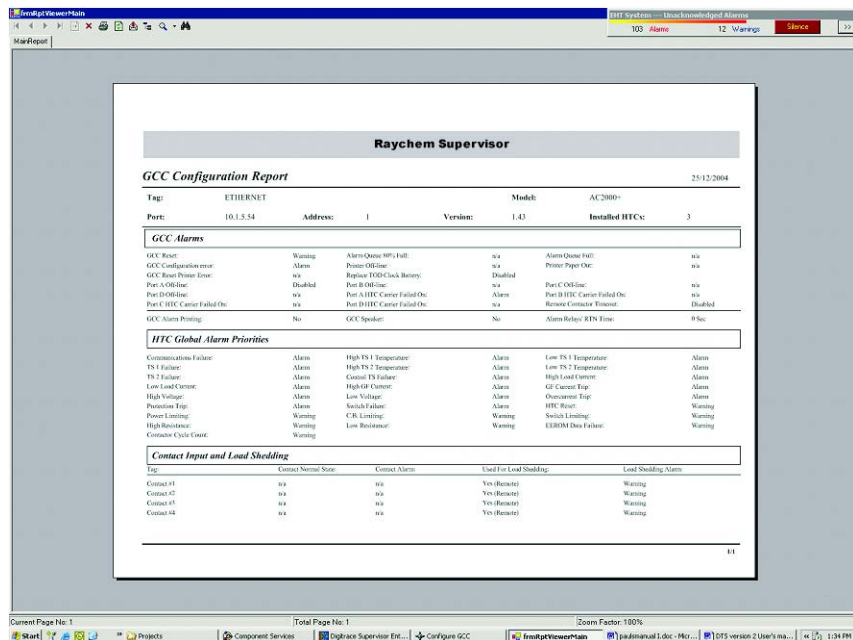 frmRptViewerMain
EHT System --- Unacknowledged Alarms
103 Alarms 12 Warnings Silence >>
MainReport
Raychem Supervisor
GCC Configuration Report 25/12/2004
Tag: ETHERNET Model: AC2000+
Port: 10.1.5.54 Address: 1 Version: 1.43 Installed HTCs: 3
GCC Alarms
GCC Reset: Warning Alarm Queue 80% Full: n/a Alarm Queue Full: n/a
GCC Configuration error: Alarm Printer Off-line: n/a Printer Paper Out: n/a
GCC Reset Printer Error: n/a Replace TOD Clock Battery: Disabled
Port A Off-line: Disabled Port B Off-line: n/a Port C Off-line: n/a
Port D Off-line: n/a Port A HTC Carrier Failed On: Alarm Port B HTC Carrier Failed On: n/a
Port C HTC Carrier Failed On: n/a Port D HTC Carrier Failed On: n/a Remote Contactor Timeout: Disabled
GCC Alarm Printing: No GCC Speaker: No Alarm Relays' RTN Time: 0 Sec
HTC Global Alarm Priorities
Communications Failure: Alarm High TS 1 Temperature: Alarm Low TS 1 Temperature: Alarm
TS 1 Failure: Alarm High TS 2 Temperature: Alarm Low TS 2 Temperature: Alarm
TS 2 Failure: Alarm Control TS Failure: Alarm High Load Current: Alarm
Low Load Current: Alarm High GF Current: Alarm GF Current Trip: Alarm
High Voltage: Alarm Low Voltage: Alarm Overcurrent Trip: Alarm
Protection Trip: Alarm Switch Failure: Alarm HTC Reset: Warning
Power Limiting: Warning C.B. Limiting: Warning Switch Limiting: Warning
High Resistance: Warning Low Resistance: Warning EEROM Data Failure: Warning
Contactor Cycle Count: Warning
Contact Input and Load Shedding
Tag: Contact Normal State: Contact Alarm: Used For Load Shedding: Load Shedding Alarm:
Contact #1 n/a n/a Yes (Remote) Warning
Contact #2 n/a n/a Yes (Remote) Warning
Contact #3 n/a n/a Yes (Remote) Warning
Contact #4 n/a n/a Yes (Remote) Warning
1/1
Current Page No: 1 Total Page No: 1 Zoom Factor: 100%
Start >> Projects Component Services Digitrace Supervisor Ent... Configure GCC frmRptViewerMain paulsmanual1.doc - Micr... DTS version 2 User's ma... << 1:34 PM